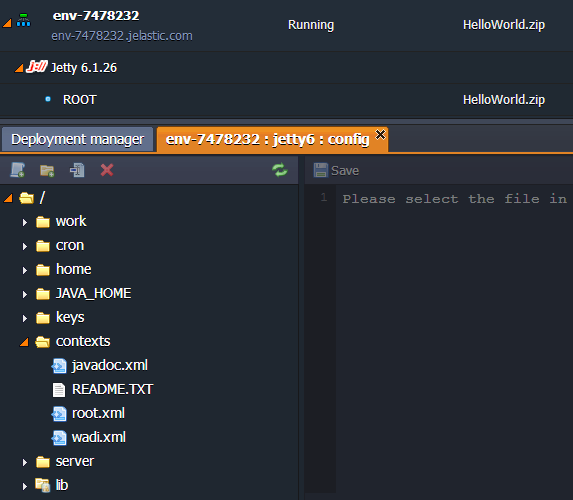 env-7478232 Running HelloWorld.zip
env-7478232.jelastic.com
J:// Jetty 6.1.26
ROOT HelloWorld.zip
Deployment manager env-7478232 : jetty6 : config
Save
/ 1 Please select the file in
work
cron
home
JAVA_HOME
keys
contexts
javadoc.xml
README.TXT
root.xml
wadi.xml
server
lib